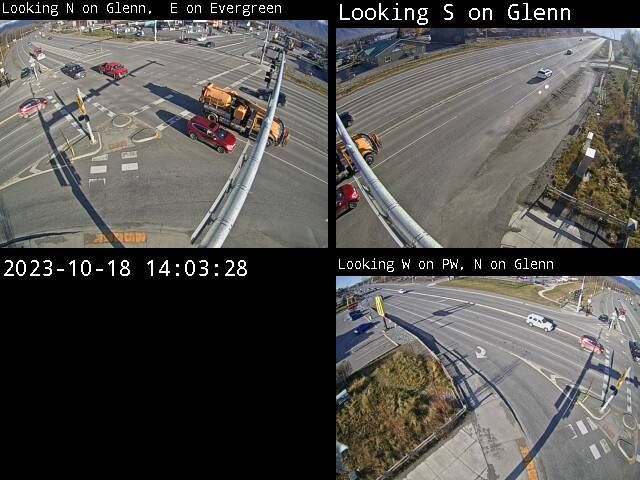 Looking N on Glenn, E on Evergreen
Looking S on Glenn
2023-10-18 14:03:28
Looking W on PW, N on Glenn